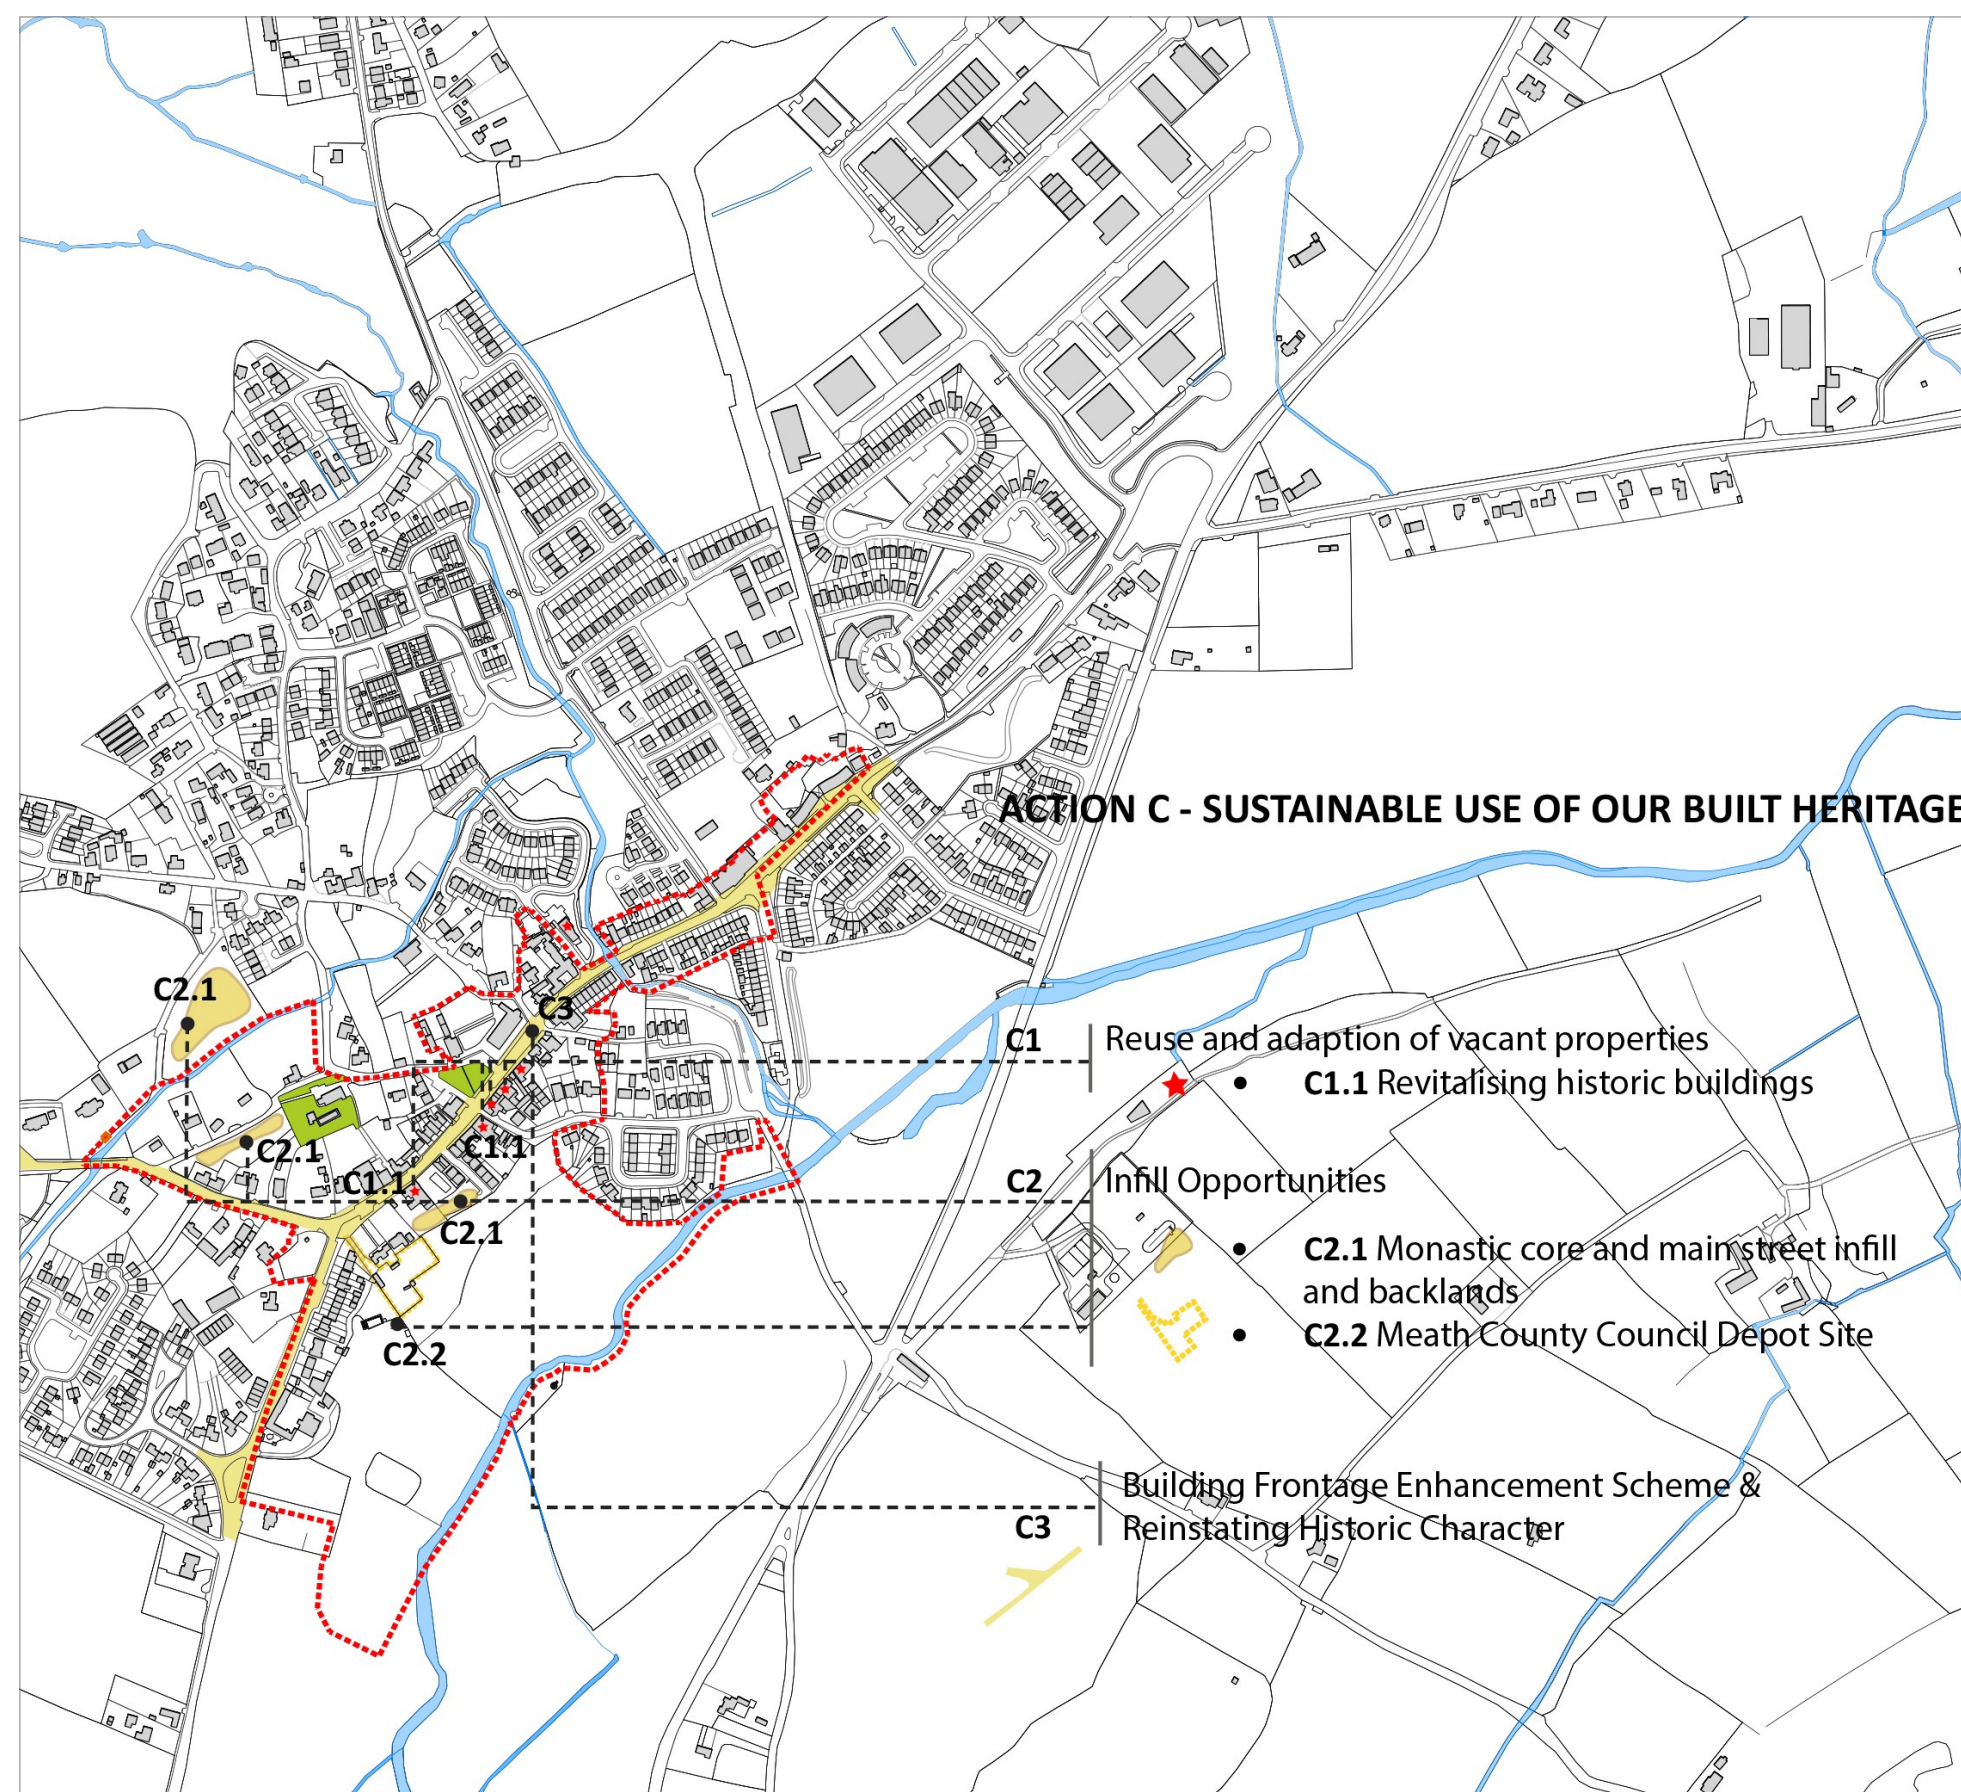 ACTION C - SUSTAINABLE USE OF OUR BUILT HERITAGE
C2.1
C3
C1 Reuse and adaption of vacant properties
• C1.1 Revitalising historic buildings
C2.1
C1.1
C1.1
C2 Infill Opportunities
C2.1
• C2.1 Monastic core and main street infill
and backlands
• C2.2 Meath County Council Depot Site
C2.2
Building Frontage Enhancement Scheme &
C3 Reinstating Historic Character